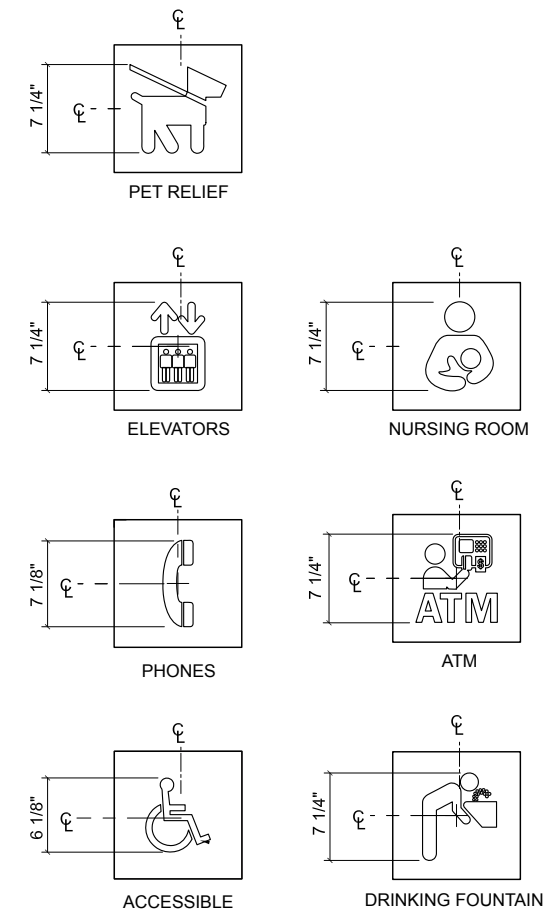 ℄
7 1/4"
℄
PET RELIEF
℄
7 1/4"
℄
ELEVATORS
℄
7 1/4"
℄
NURSING ROOM
℄
7 1/8"
℄
PHONES
℄
7 1/4"
℄
ATM
ATM
℄
6 1/8"
℄
ACCESSIBLE
℄
7 1/4"
℄
DRINKING FOUNTAIN